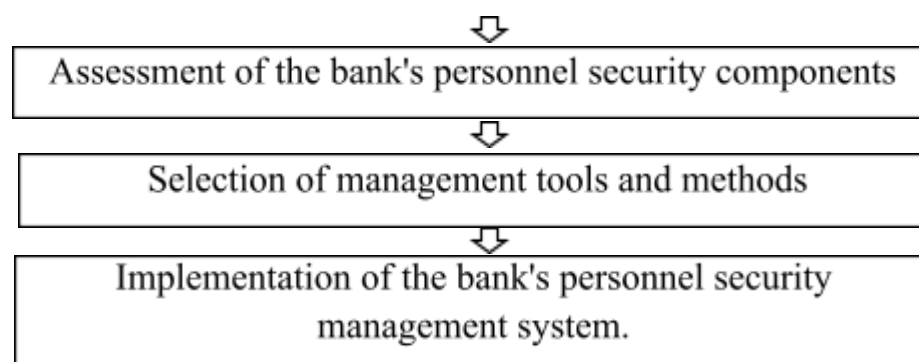 Assessment of the bank's personnel security components
Selection of management tools and methods
Implementation of the bank's personnel security
management system.